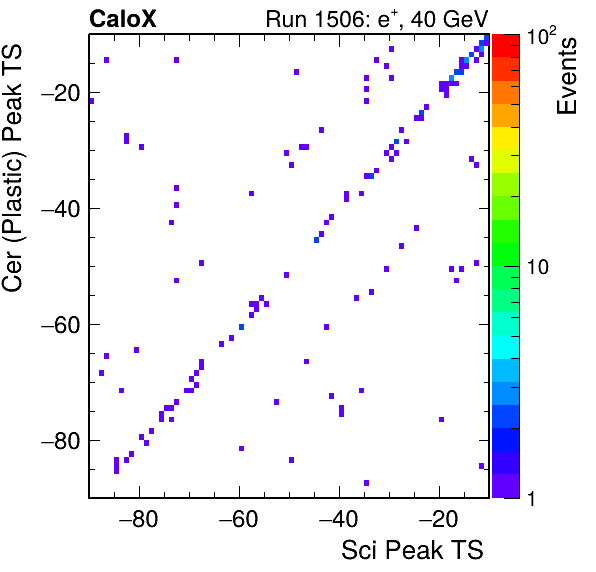 CaloX
Run 1506: e⁺, 40 GeV
Cer (Plastic) Peak TS
−20
−40
−60
−80
−80
−60
−40
−20
Sci Peak TS
10²
10
1
Events